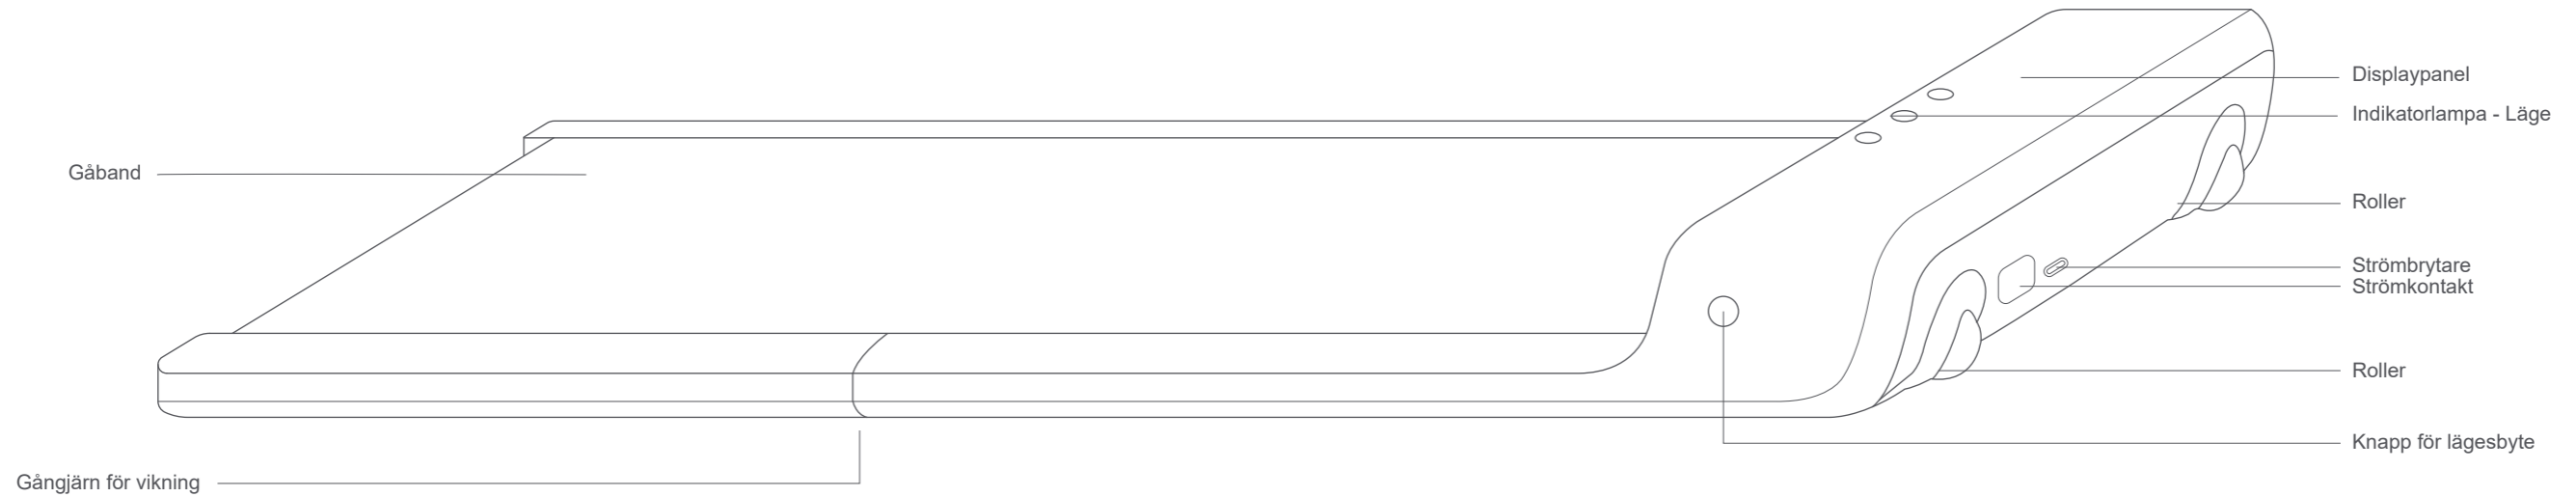 Displaypanel
Indikatorlampa - Läge
Gåband
Roller
Strömbrytare
Strömkontakt
Roller
Knapp för lägesbyte
Gångjärn för vikning